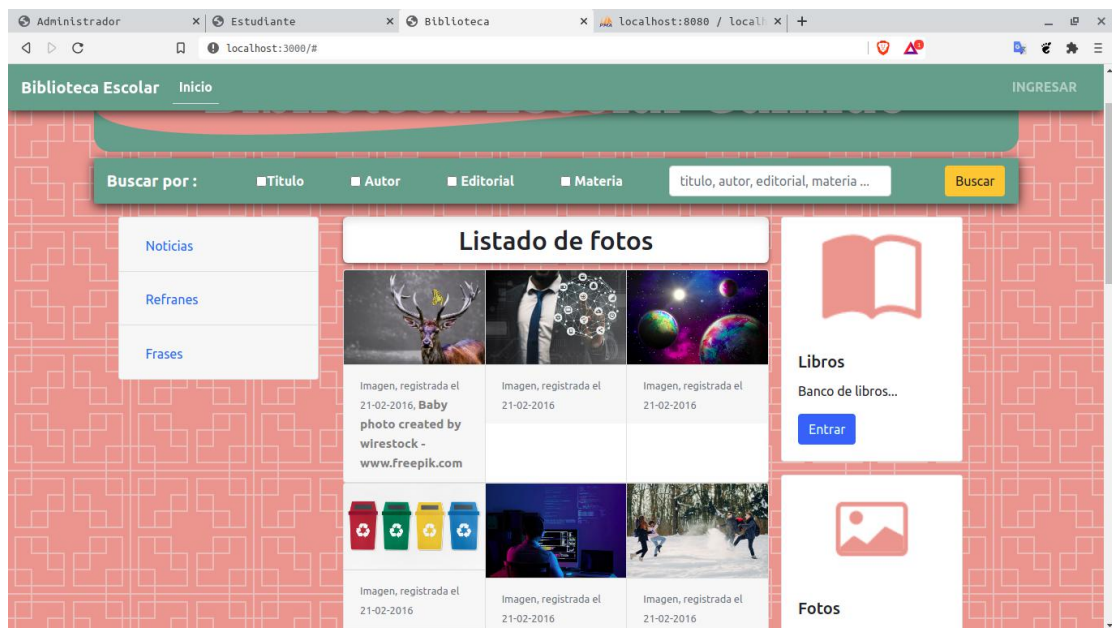 Administrador
Estudiante
Biblioteca
localhost:8080 / local
localhost:3000/#
Biblioteca Escolar Inicio INGRESAR
Buscar por : Titulo Autor Editorial Materia titulo, autor, editorial, materia ... Buscar
Noticias
Refranes
Frases
Listado de fotos
Imagen, registrada el
21-02-2016, Baby
photo created by
wirestock -
www.freepik.com
Imagen, registrada el
21-02-2016
Imagen, registrada el
21-02-2016
Imagen, registrada el
21-02-2016
Imagen, registrada el
21-02-2016
Imagen, registrada el
21-02-2016
Libros
Banco de libros...
Entrar
Fotos